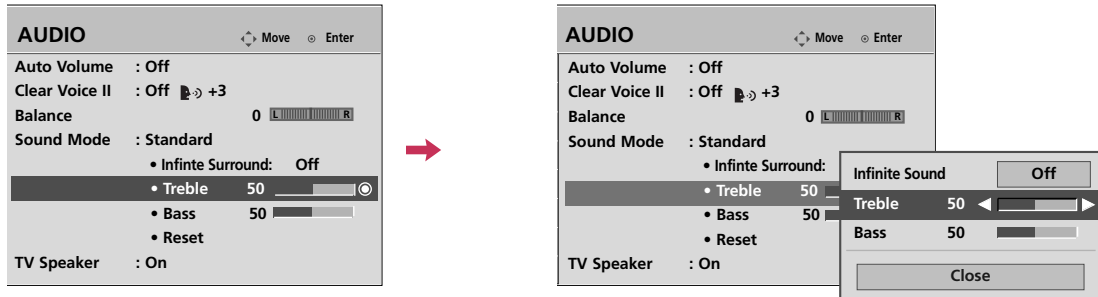 AUDIO
Move Enter
Auto Volume : Off
Clear Voice II : Off +3
Balance 0 L R
Sound Mode : Standard
• Infinte Surround: Off
• Treble 50
• Bass 50
• Reset
TV Speaker : On
AUDIO
Move Enter
Auto Volume : Off
Clear Voice II : Off +3
Balance 0 L R
Sound Mode : Standard
• Infinte Surround:
• Treble 50
• Bass 50
• Reset
TV Speaker : On
Infinite Sound Off
Treble 50
Bass 50
Close